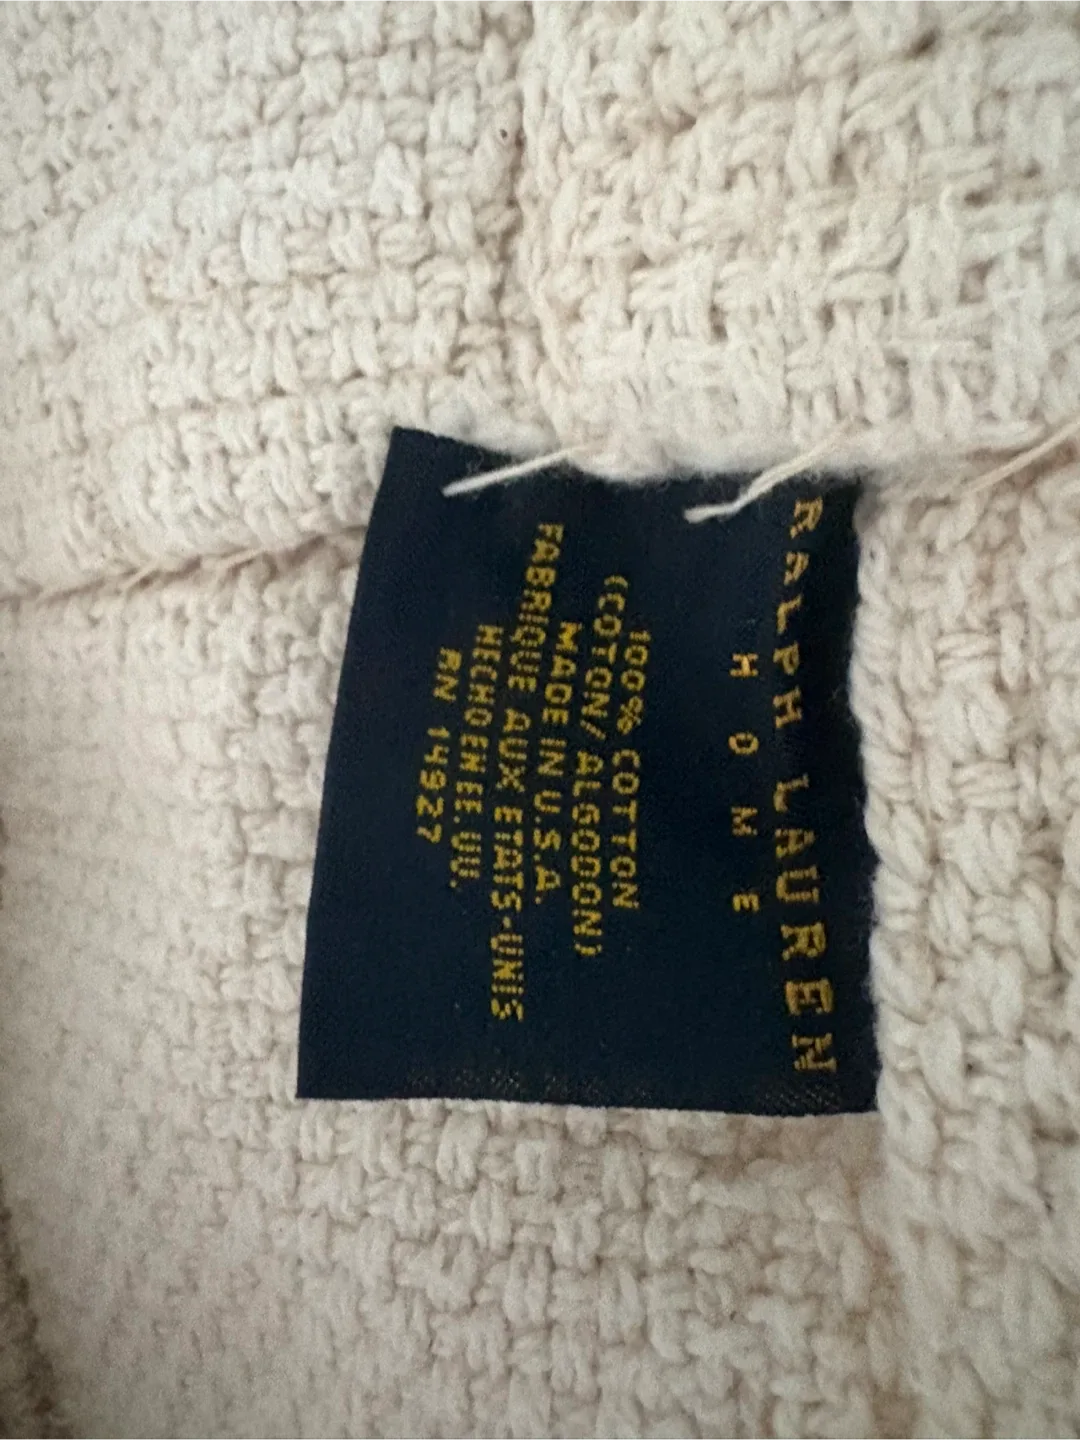 RALPH LAUREN
HOME
100% COTTON
(COTON/ALGODON)
MADE IN U.S.A.
FABRIQUE AUX ETATS-UNIS
HECHO EN EE.UU.
RN 14927